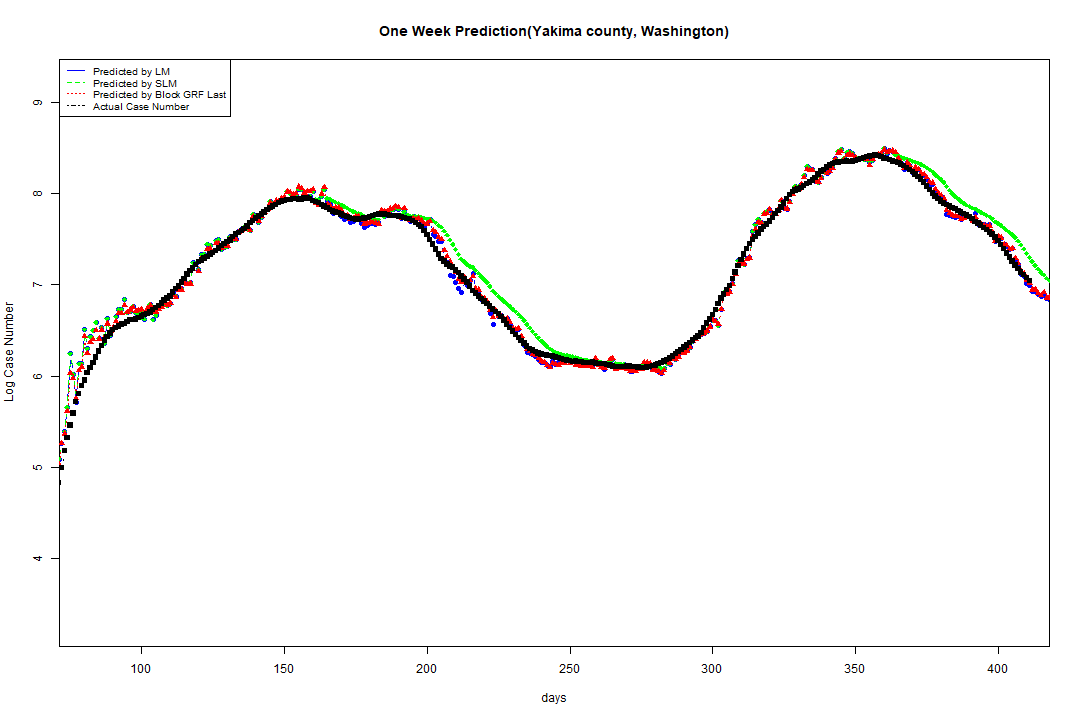 One Week Prediction(Yakima county, Washington)
Predicted by LM
Predicted by SLM
Predicted by Block GRF Last
Actual Case Number
9
8
7
6
5
4
Log Case Number
100 150 200 250 300 350 400
days